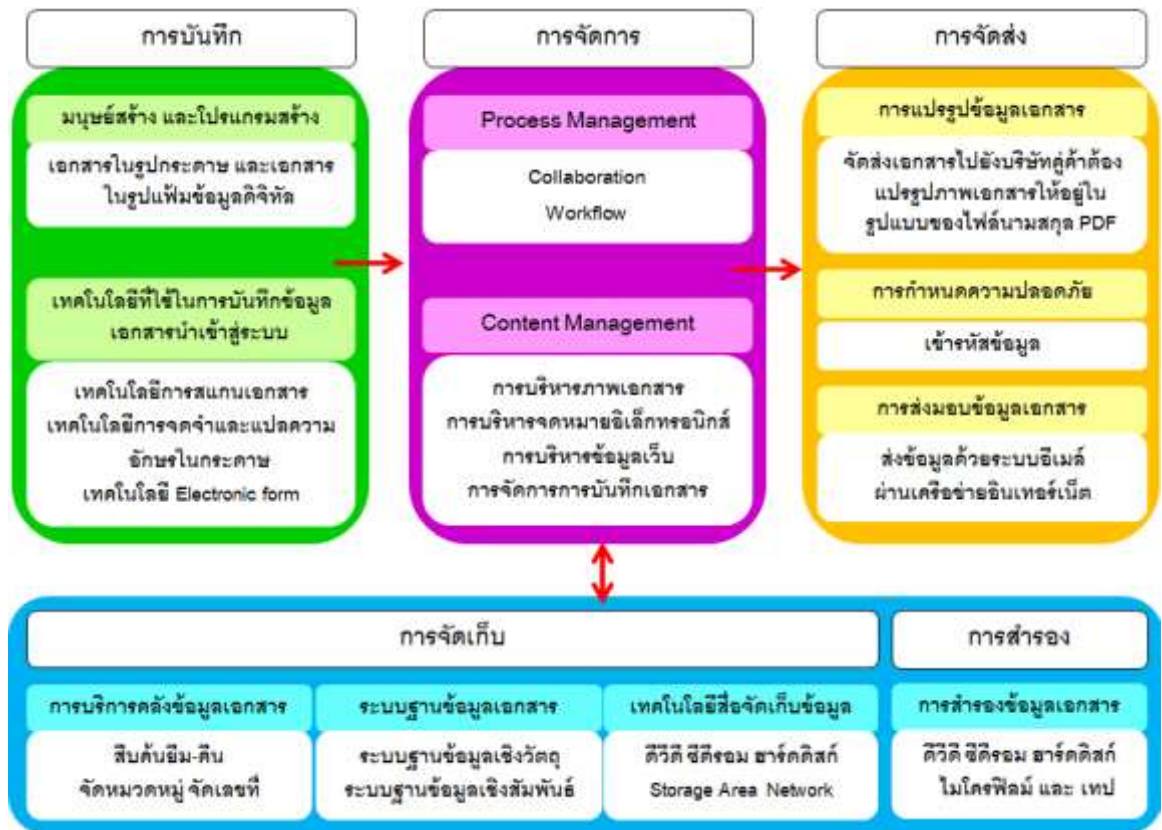 การบันทึก
มนุษย์สร้าง และโปรแกรมสร้าง
เอกสารในรูปกระดาษ และเอกสาร
ในรูปแฟ้มข้อมูลดิจิทัล
เทคโนโลยีที่ใช้ในการบันทึกข้อมูล
เอกสารนำเข้าสู่ระบบ
เทคโนโลยีการสแกนเอกสาร
เทคโนโลยีการจดจำและแปลความ
อักษรในกระดาษ
เทคโนโลยี Electronic form
การจัดการ
Process Management
Collaboration
Workflow
Content Management
การบริหารภาพเอกสาร
การบริหารจดหมายอิเล็กทรอนิกส์
การบริหารข้อมูลเว็บ
การจัดการการบันทึกเอกสาร
การจัดส่ง
การแปรรูปข้อมูลเอกสาร
จัดส่งเอกสารไปยังบริษัทคู่ค้าต้อง
แปรรูปภาพเอกสารให้อยู่ใน
รูปแบบของไฟล์นามสกุล PDF
การกำหนดความปลอดภัย
เข้ารหัสข้อมูล
การส่งมอบข้อมูลเอกสาร
ส่งข้อมูลด้วยระบบอีเมล์
ผ่านเครือข่ายอินเทอร์เน็ต
การจัดเก็บ
การบริการคลังข้อมูลเอกสาร
สืบค้นยืม-คืน
จัดหมวดหมู่ จัดเลขที่
ระบบฐานข้อมูลเอกสาร
ระบบฐานข้อมูลเชิงวัตถุ
ระบบฐานข้อมูลเชิงสัมพันธ์
เทคโนโลยีสื่อจัดเก็บข้อมูล
ดีวีดี ซีดีรอม ฮาร์ดดิสก์
Storage Area Network
การสำรอง
การสำรองข้อมูลเอกสาร
ดีวีดี ซีดีรอม ฮาร์ดดิสก์
ไมโครฟิลม์ และ เทป